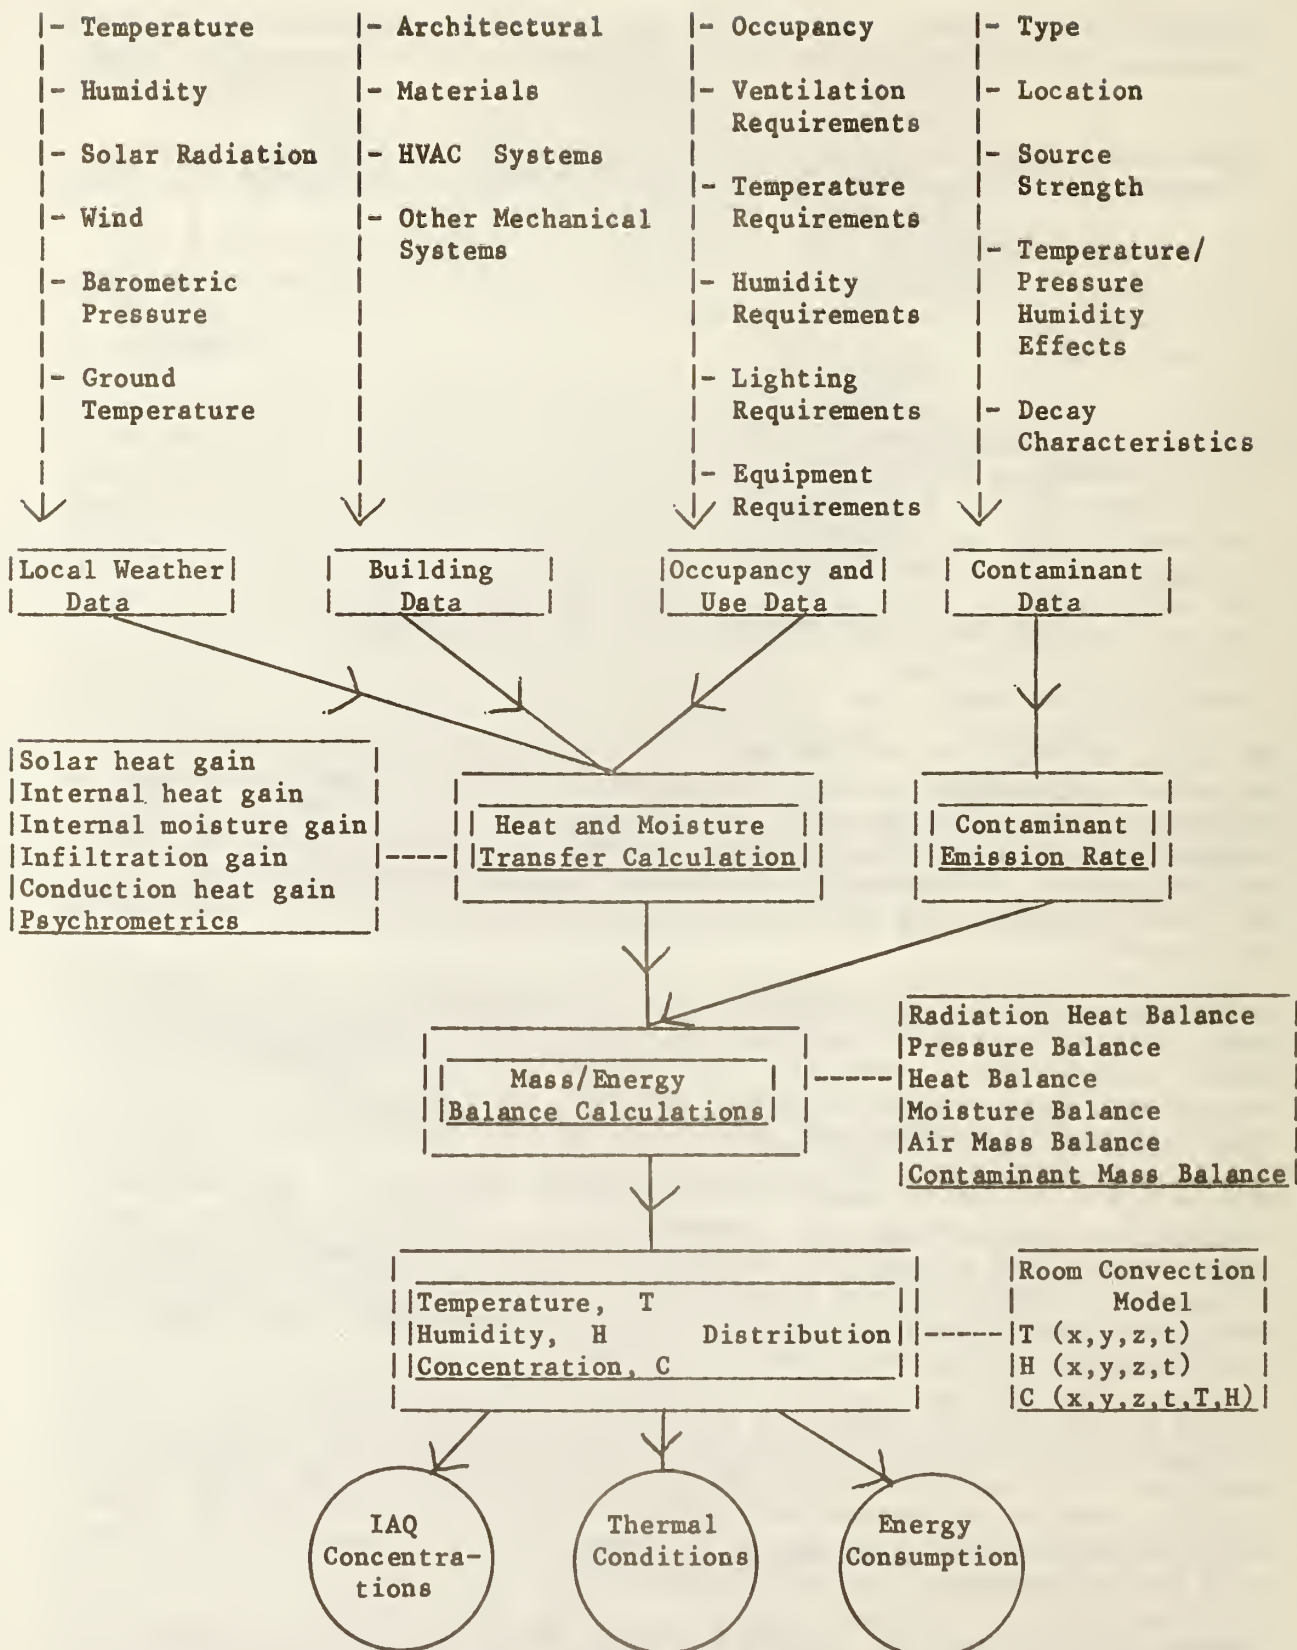 - Temperature
- Humidity
- Solar Radiation
- Wind
- Barometric
Pressure
- Ground
Temperature
- Architectural
- Materials
- HVAC Systems
- Other Mechanical
Systems
- Occupancy
- Ventilation
Requirements
- Temperature
Requirements
- Humidity
Requirements
- Lighting
Requirements
- Equipment
Requirements
- Type
- Location
- Source
Strength
- Temperature/
Pressure
Humidity
Effects
- Decay
Characteristics
Local Weather
Data
Building
Data
Occupancy and
Use Data
Contaminant
Data
Solar heat gain
Internal heat gain
Internal moisture gain
Infiltration gain
Conduction heat gain
Psychrometrics
Heat and Moisture
Transfer Calculation
Contaminant
Emission Rate
Mass/Energy
Balance Calculations
Radiation Heat Balance
Pressure Balance
Heat Balance
Moisture Balance
Air Mass Balance
Contaminant Mass Balance
Temperature, T
Humidity, H Distribution
Concentration, C
Room Convection
Model
T (x,y,z,t)
H (x,y,z,t)
C (x,y,z,t,T,H)
IAQ
Concentra-
tions
Thermal
Conditions
Energy
Consumption